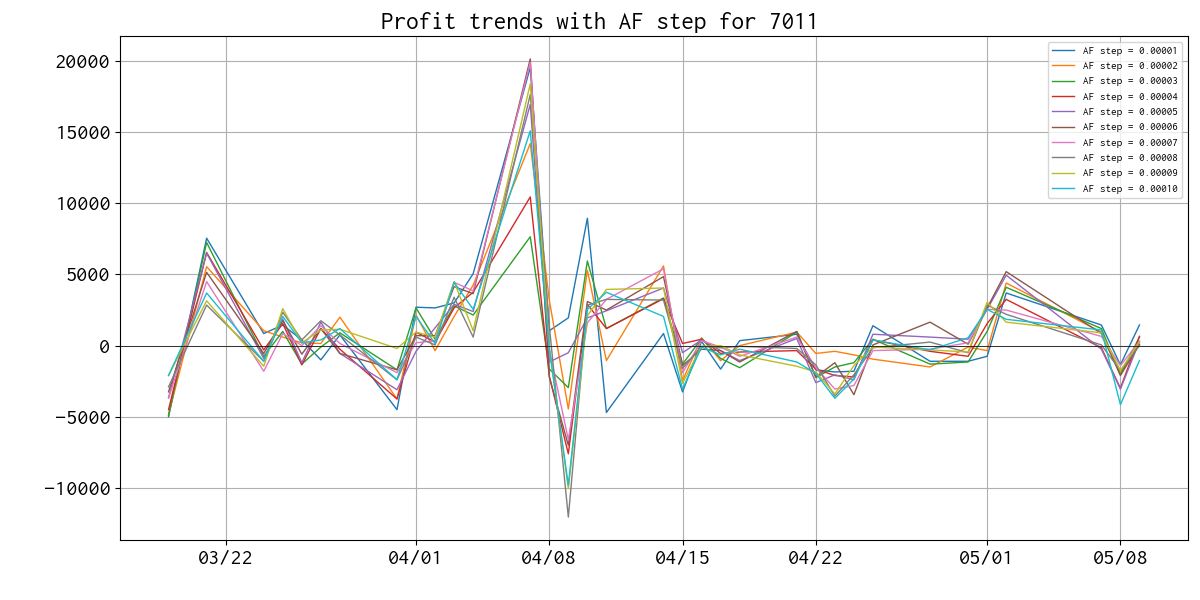 Profit trends with AF step for 7011
20000
15000
10000
5000
0
−5000
−10000
AF step = 0.00001
AF step = 0.00002
AF step = 0.00003
AF step = 0.00004
AF step = 0.00005
AF step = 0.00006
AF step = 0.00007
AF step = 0.00008
AF step = 0.00009
AF step = 0.00010
03/22 04/01 04/08 04/15 04/22 05/01 05/08